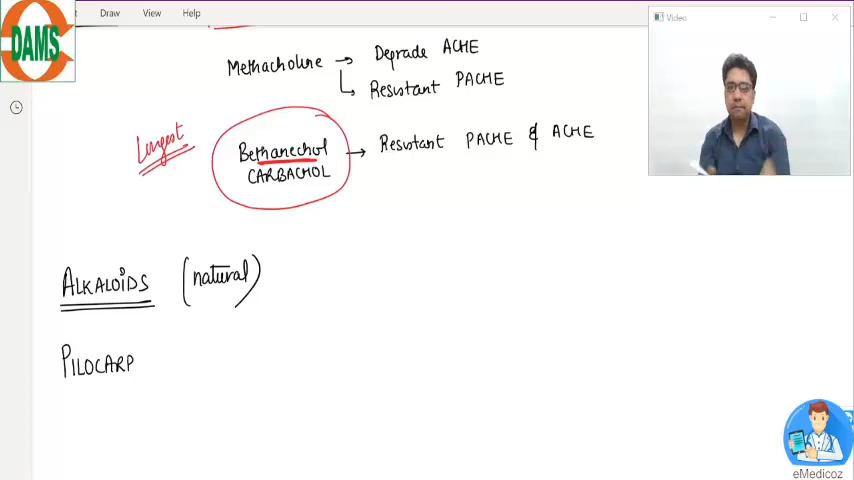 Draw View Help
Video
DAMS
Methacholine → Degrade ACHE
↳ Resistant PACHE
Longest
Bethanechol → Resistant PACHE & ACHE
CARBACHOL
ALKALOIDS (natural)
PILOCARP
eMedicoz